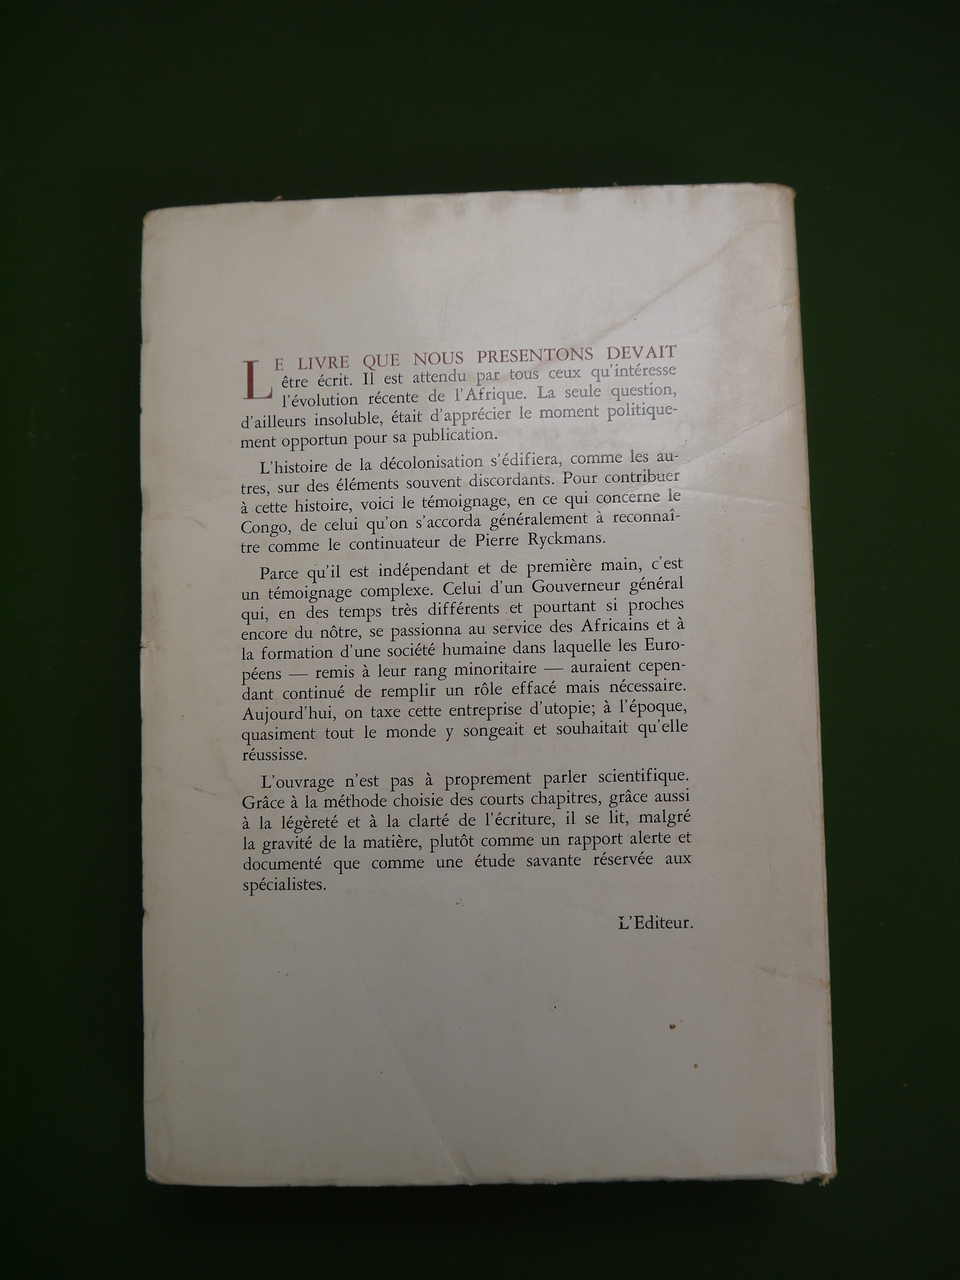 LE LIVRE QUE NOUS PRESENTONS DEVAIT
être écrit. Il est attendu par tous ceux qu'intéresse
l'évolution récente de l'Afrique. La seule question,
d'ailleurs insoluble, était d'apprécier le moment politique-
ment opportun pour sa publication.
L'histoire de la décolonisation s'édifiera, comme les au-
tres, sur des éléments souvent discordants. Pour contribuer
à cette histoire, voici le témoignage, en ce qui concerne le
Congo, de celui qu'on s'accorda généralement à reconnaî-
tre comme le continuateur de Pierre Ryckmans.
Parce qu'il est indépendant et de première main, c'est
un témoignage complexe. Celui d'un Gouverneur général
qui, en des temps très différents et pourtant si proches
encore du nôtre, se passionna au service des Africains et à
la formation d'une société humaine dans laquelle les Euro-
péens — remis à leur rang minoritaire — auraient cepen-
dant continué de remplir un rôle effacé mais nécessaire.
Aujourd'hui, on taxe cette entreprise d'utopie; à l'époque,
quasiment tout le monde y songeait et souhaitait qu'elle
réussisse.
L'ouvrage n'est pas à proprement parler scientifique.
Grâce à la méthode choisie des courts chapitres, grâce aussi
à la légèreté et à la clarté de l'écriture, il se lit, malgré
la gravité de la matière, plutôt comme un rapport alerte et
documenté que comme une étude savante réservée aux
spécialistes.
L'Editeur.